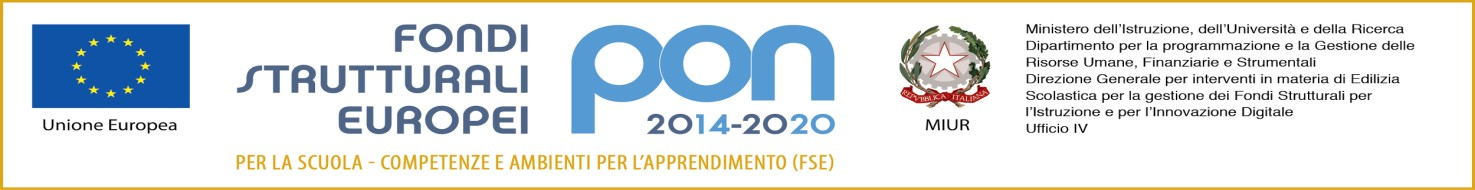 Unione Europea
FONDI
STRUTTURALI
EUROPEI
pon
2014-2020
PER LA SCUOLA - COMPETENZE E AMBIENTI PER L'APPRENDIMENTO (FSE)
REPVBBLICA ITALIANA
MIUR
Ministero dell'Istruzione, dell'Università e della Ricerca
Dipartimento per la programmazione e la Gestione delle
Risorse Umane, Finanziarie e Strumentali
Direzione Generale per interventi in materia di Edilizia
Scolastica per la gestione dei Fondi Strutturali per
l'Istruzione e per l'Innovazione Digitale
Ufficio IV